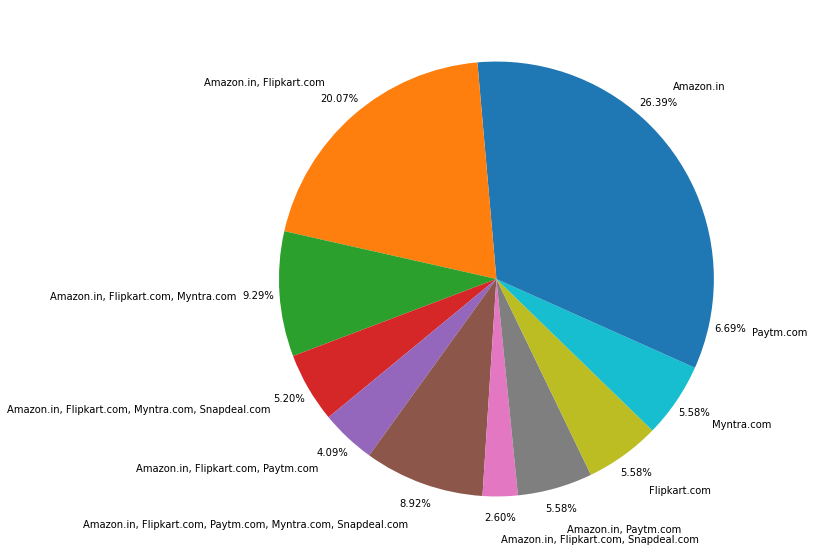 Amazon.in
26.39%
Amazon.in, Flipkart.com
20.07%
Amazon.in, Flipkart.com, Myntra.com
9.29%
Amazon.in, Flipkart.com, Myntra.com, Snapdeal.com
5.20%
Amazon.in, Flipkart.com, Paytm.com
4.09%
Amazon.in, Flipkart.com, Paytm.com, Myntra.com, Snapdeal.com
8.92%
Amazon.in, Flipkart.com, Snapdeal.com
2.60%
Amazon.in, Paytm.com
5.58%
Flipkart.com
5.58%
Myntra.com
5.58%
Paytm.com
6.69%